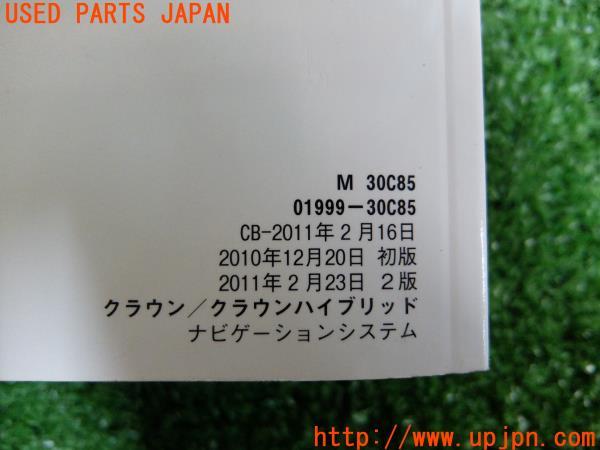 USED PARTS JAPAN
M 30C85
01999-30C85
CB-2011年2月16日
2010年12月20日 初版
2011年2月23日 2版
クラウン/クラウンハイブリッド
ナビゲーションシステム
http://www.upjpn.com/